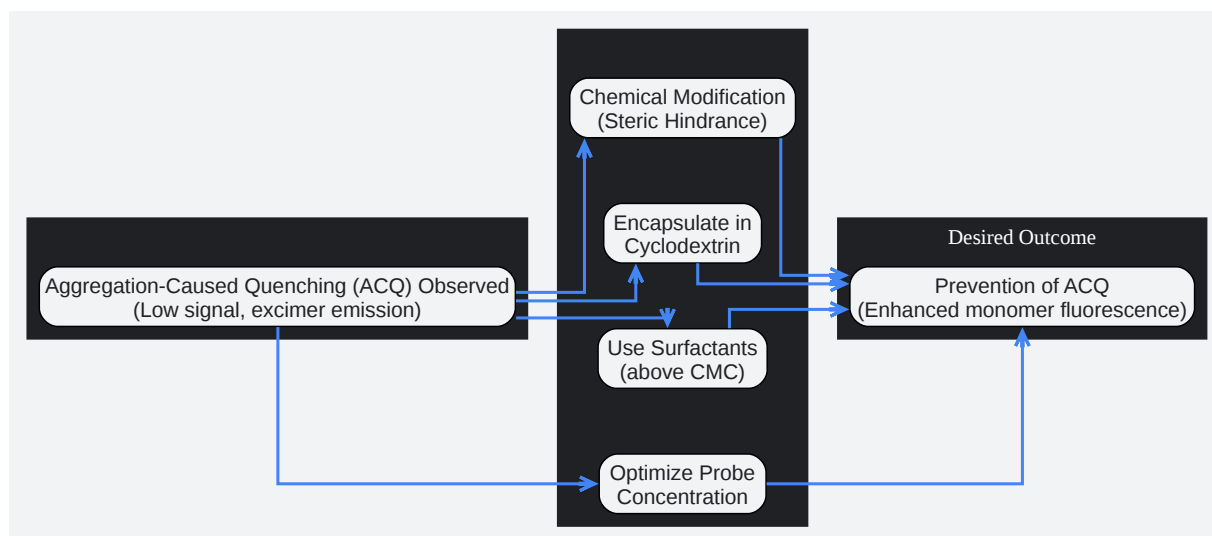 Aggregation-Caused Quenching (ACQ) Observed
(Low signal, excimer emission)
Chemical Modification
(Steric Hindrance)
Encapsulate in
Cyclodextrin
Use Surfactants
(above CMC)
Optimize Probe
Concentration
Desired Outcome
Prevention of ACQ
(Enhanced monomer fluorescence)